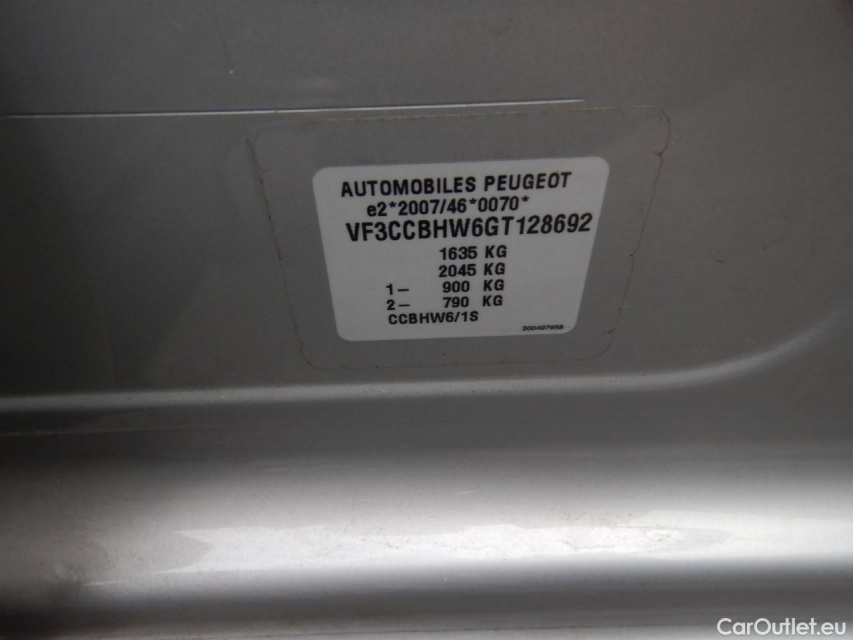 AUTOMOBILES PEUGEOT
e2*2007/46*0070*
VF3CCBHW6GT128692
1635 KG
2045 KG
1– 900 KG
2– 790 KG
CCBHW6/1S
CarOutlet.eu